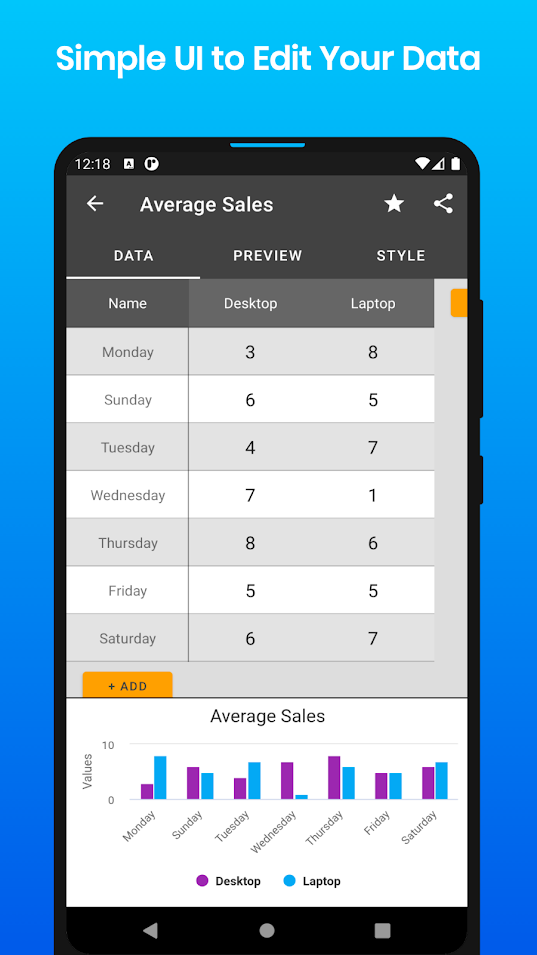 Simple UI to Edit Your Data
12:18
Average Sales
DATA PREVIEW STYLE
Name Desktop Laptop
Monday 3 8
Sunday 6 5
Tuesday 4 7
Wednesday 7 1
Thursday 8 6
Friday 5 5
Saturday 6 7
+ ADD
Average Sales
10
Values
0
Monday Sunday Tuesday Wednesday Thursday Friday Saturday
Desktop Laptop